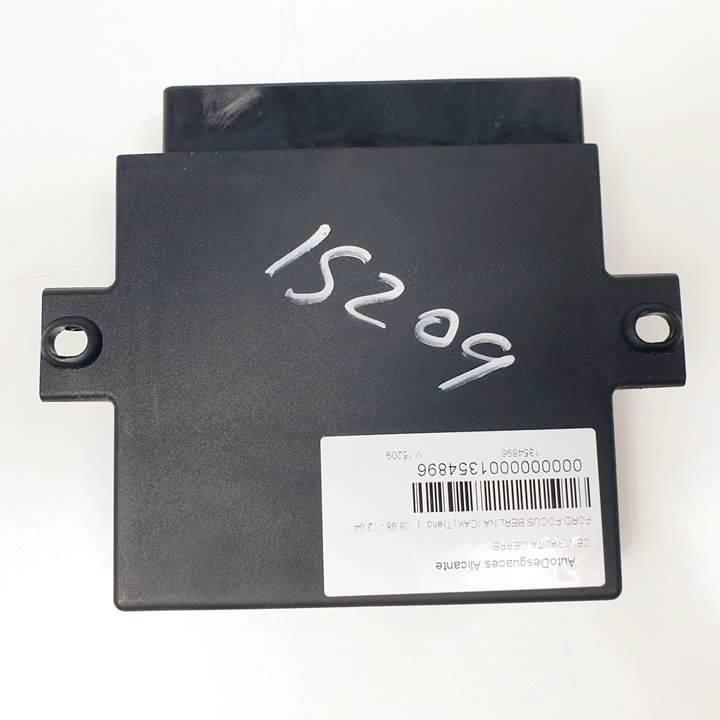 15209
AutoDesguaces Alicante
CENTRALITA CIERRE
FORD FOCUS BERLINA (CAK) Trend | 08.98 - 12.04
0000000001354896
1354896
V 15209